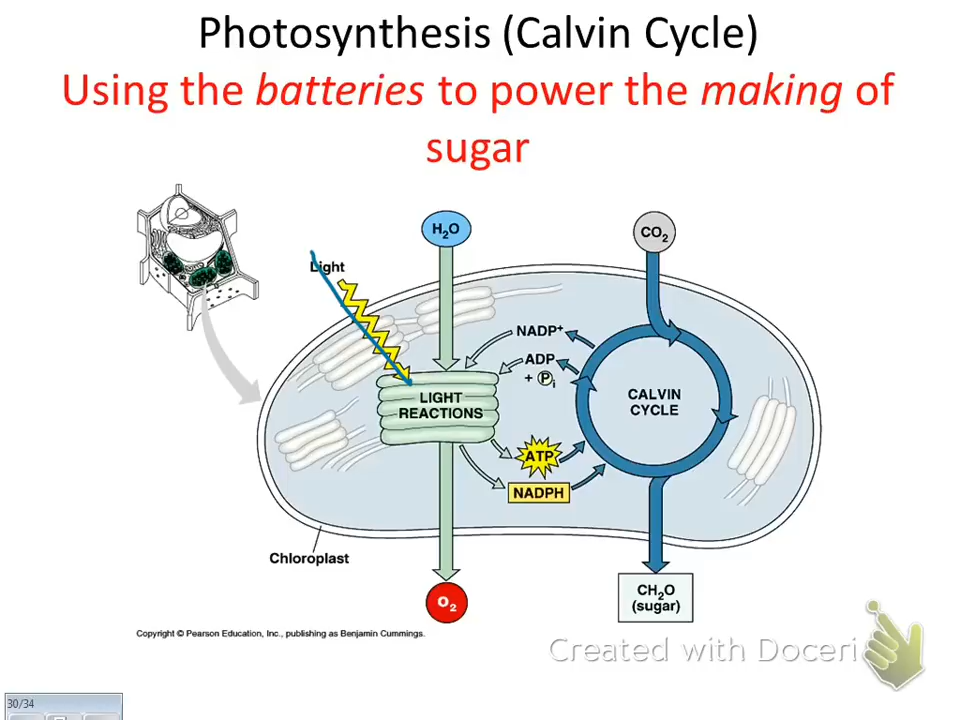 Photosynthesis (Calvin Cycle)
Using the batteries to power the making of
sugar
H₂O
CO₂
Light
NADP⁺
ADP
+ Pᵢ
LIGHT
REACTIONS
CALVIN
CYCLE
ATP
NADPH
Chloroplast
O₂
CH₂O
(sugar)
Copyright © Pearson Education, Inc., publishing as Benjamin Cummings.
Created with Doceri
30/34